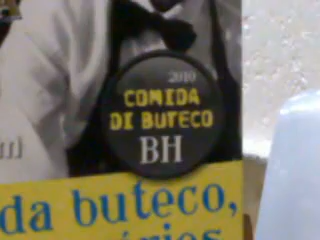 2010
COMIDA
DI BUTECO
BH
da buteco,